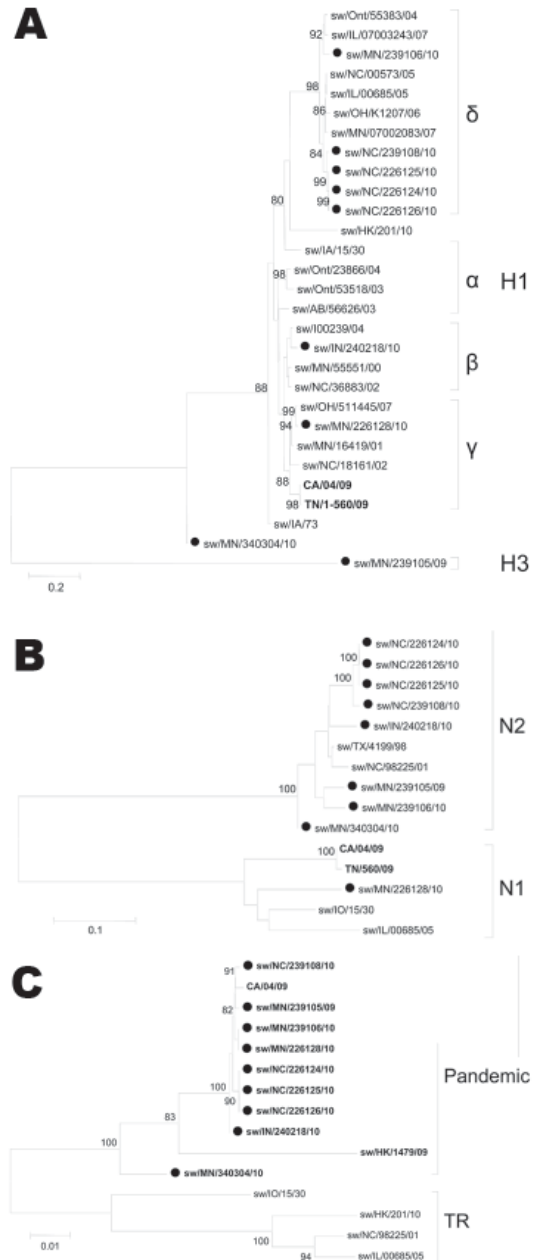 A
sw/Ont/55383/04
92
sw/IL/07003243/07
sw/MN/239106/10
sw/NC/00573/05
98
sw/IL/00685/05
δ
86
sw/OH/K1207/06
sw/MN/07002083/07
84
sw/NC/239108/10
sw/NC/226125/10
99
sw/NC/226124/10
99
sw/NC/226126/10
80
sw/HK/201/10
sw/IA/15/30
98
sw/Ont/23866/04
α H1
sw/Ont/53518/03
sw/AB/56626/03
sw/I00239/04
sw/IN/240218/10
β
sw/MN/55551/00
88
sw/NC/36883/02
99
sw/OH/511445/07
94
sw/MN/226128/10
sw/MN/16419/01
γ
sw/NC/18161/02
88
CA/04/09
98
TN/1-560/09
sw/IA/73
sw/MN/340304/10
sw/MN/239105/09
H3
0.2
B
sw/NC/226124/10
100
sw/NC/226126/10
100
sw/NC/226125/10
sw/NC/239108/10
sw/IN/240218/10
N2
sw/TX/4199/98
sw/NC/98225/01
100
sw/MN/239105/09
sw/MN/239106/10
sw/MN/340304/10
100
CA/04/09
TN/560/09
sw/MN/226128/10
N1
sw/IO/15/30
0.1
sw/IL/00685/05
C
91
sw/NC/239108/10
CA/04/09
82
sw/MN/239105/09
sw/MN/239106/10
sw/MN/226128/10
sw/NC/226124/10
Pandemic
100
sw/NC/226125/10
90
sw/NC/226126/10
83
sw/IN/240218/10
100
sw/HK/1479/09
sw/MN/340304/10
sw/IO/15/30
sw/HK/201/10
TR
0.01
100
sw/NC/98225/01
94
sw/IL/00685/05